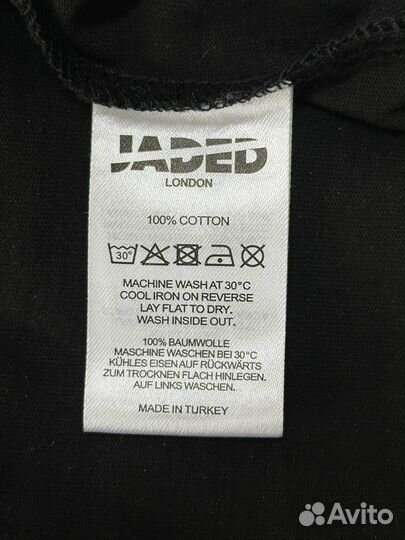 JADED
LONDON
100% COTTON
30°
MACHINE WASH AT 30°C
COOL IRON ON REVERSE
LAY FLAT TO DRY.
WASH INSIDE OUT.
100% BAUMWOLLE
MASCHINE WASCHEN BEI 30°C
KÜHLES EISEN AUF RÜCKWÄRTS
ZUM TROCKNEN FLACH HINLEGEN.
AUF LINKS WASCHEN.
MADE IN TURKEY
Avito